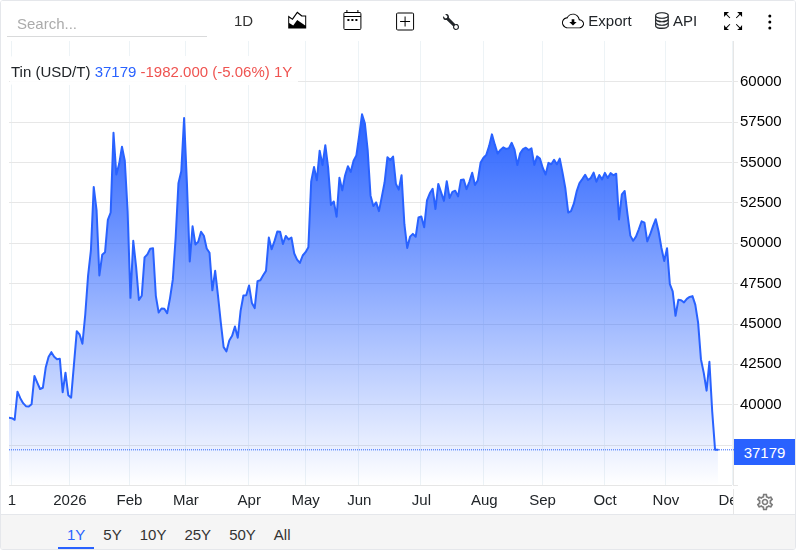 Search...
1D
Export
API
Tin (USD/T) 37179 -1982.000 (-5.06%) 1Y
60000
57500
55000
52500
50000
47500
45000
42500
40000
37179
1 2026 Feb Mar Apr May Jun Jul Aug Sep Oct Nov De
1Y 5Y 10Y 25Y 50Y All